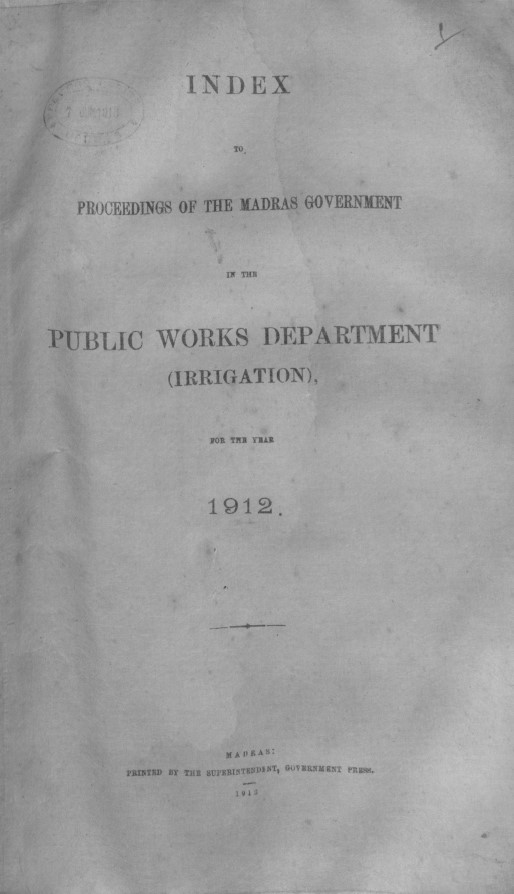 INDEX
TO
PROCEEDINGS OF THE MADRAS GOVERNMENT
IN THE
PUBLIC WORKS DEPARTMENT
(IRRIGATION),
FOR THE YEAR
1912.
MADRAS:
PRINTED BY THE SUPERINTENDENT, GOVERNMENT PRESS.
1913